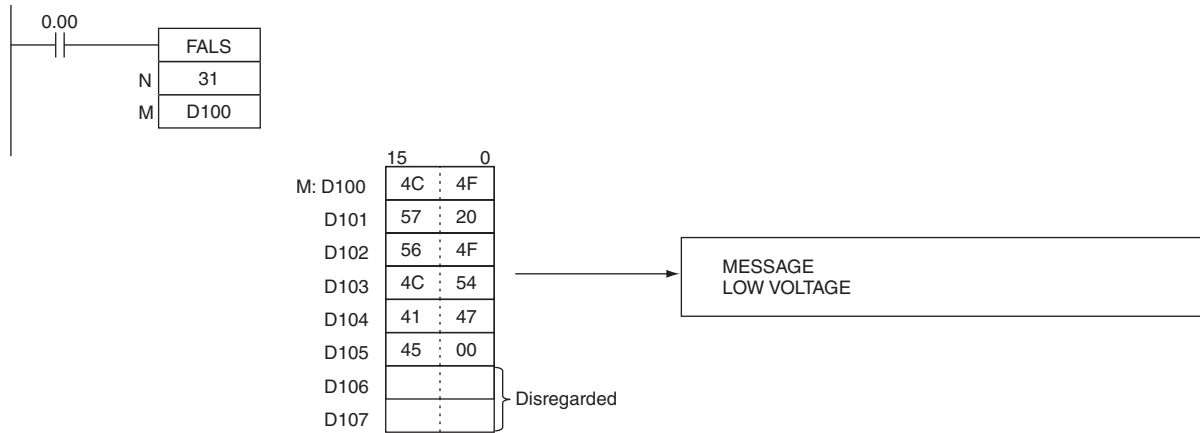 0.00
FALS
N 31
M D100
15 0
M: D100 4C 4F
D101 57 20
D102 56 4F
D103 4C 54
D104 41 47
D105 45 00
D106
D107
Disregarded
MESSAGE
LOW VOLTAGE